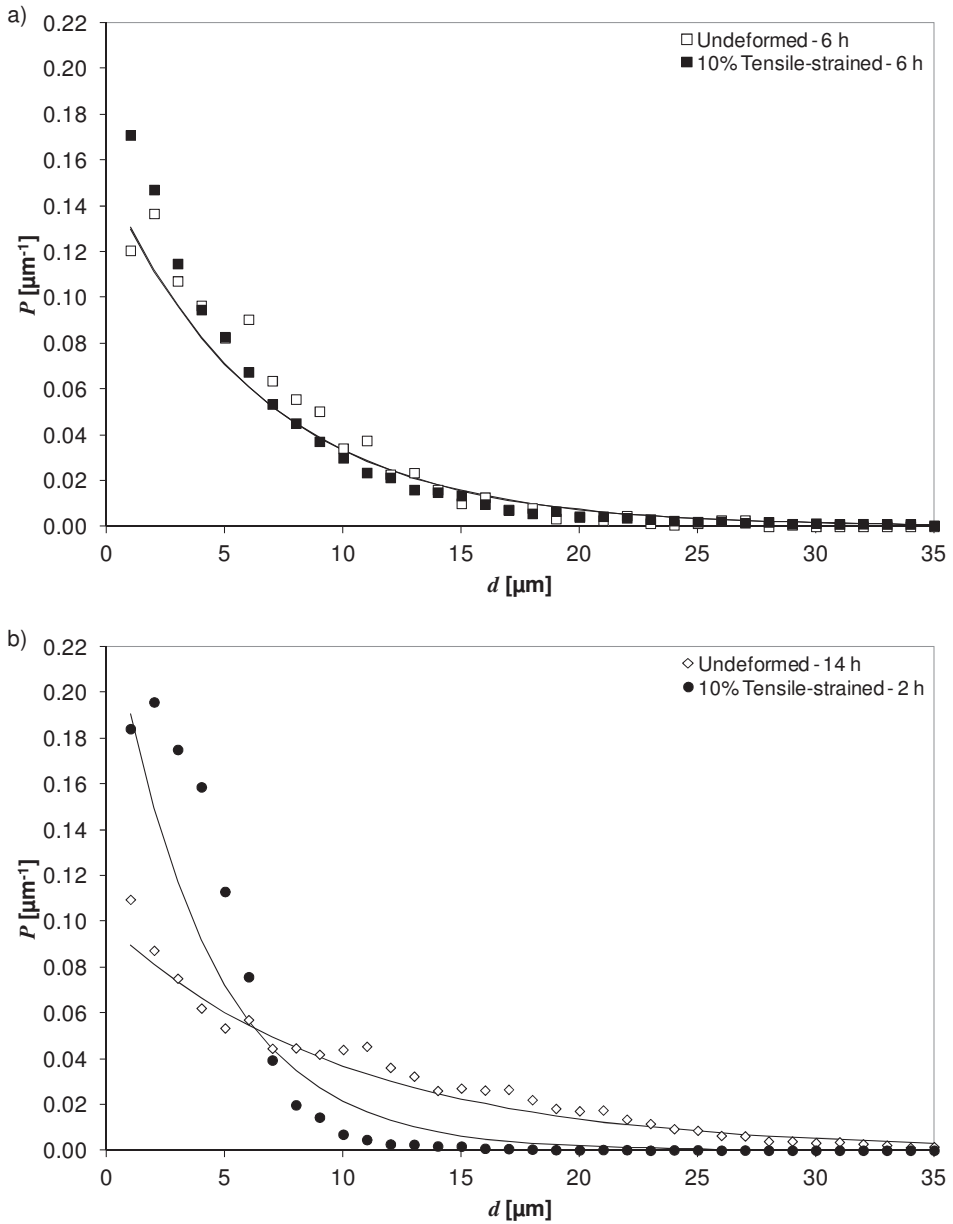 a)
0.22
0.20
0.18
0.16
0.14
0.12
0.10
0.08
0.06
0.04
0.02
0.00
P [µm-1]
Undeformed - 6 h
10% Tensile-strained - 6 h
0 5 10 15 20 25 30 35
d [µm]
b)
0.22
0.20
0.18
0.16
0.14
0.12
0.10
0.08
0.06
0.04
0.02
0.00
P [µm-1]
Undeformed - 14 h
10% Tensile-strained - 2 h
0 5 10 15 20 25 30 35
d [µm]